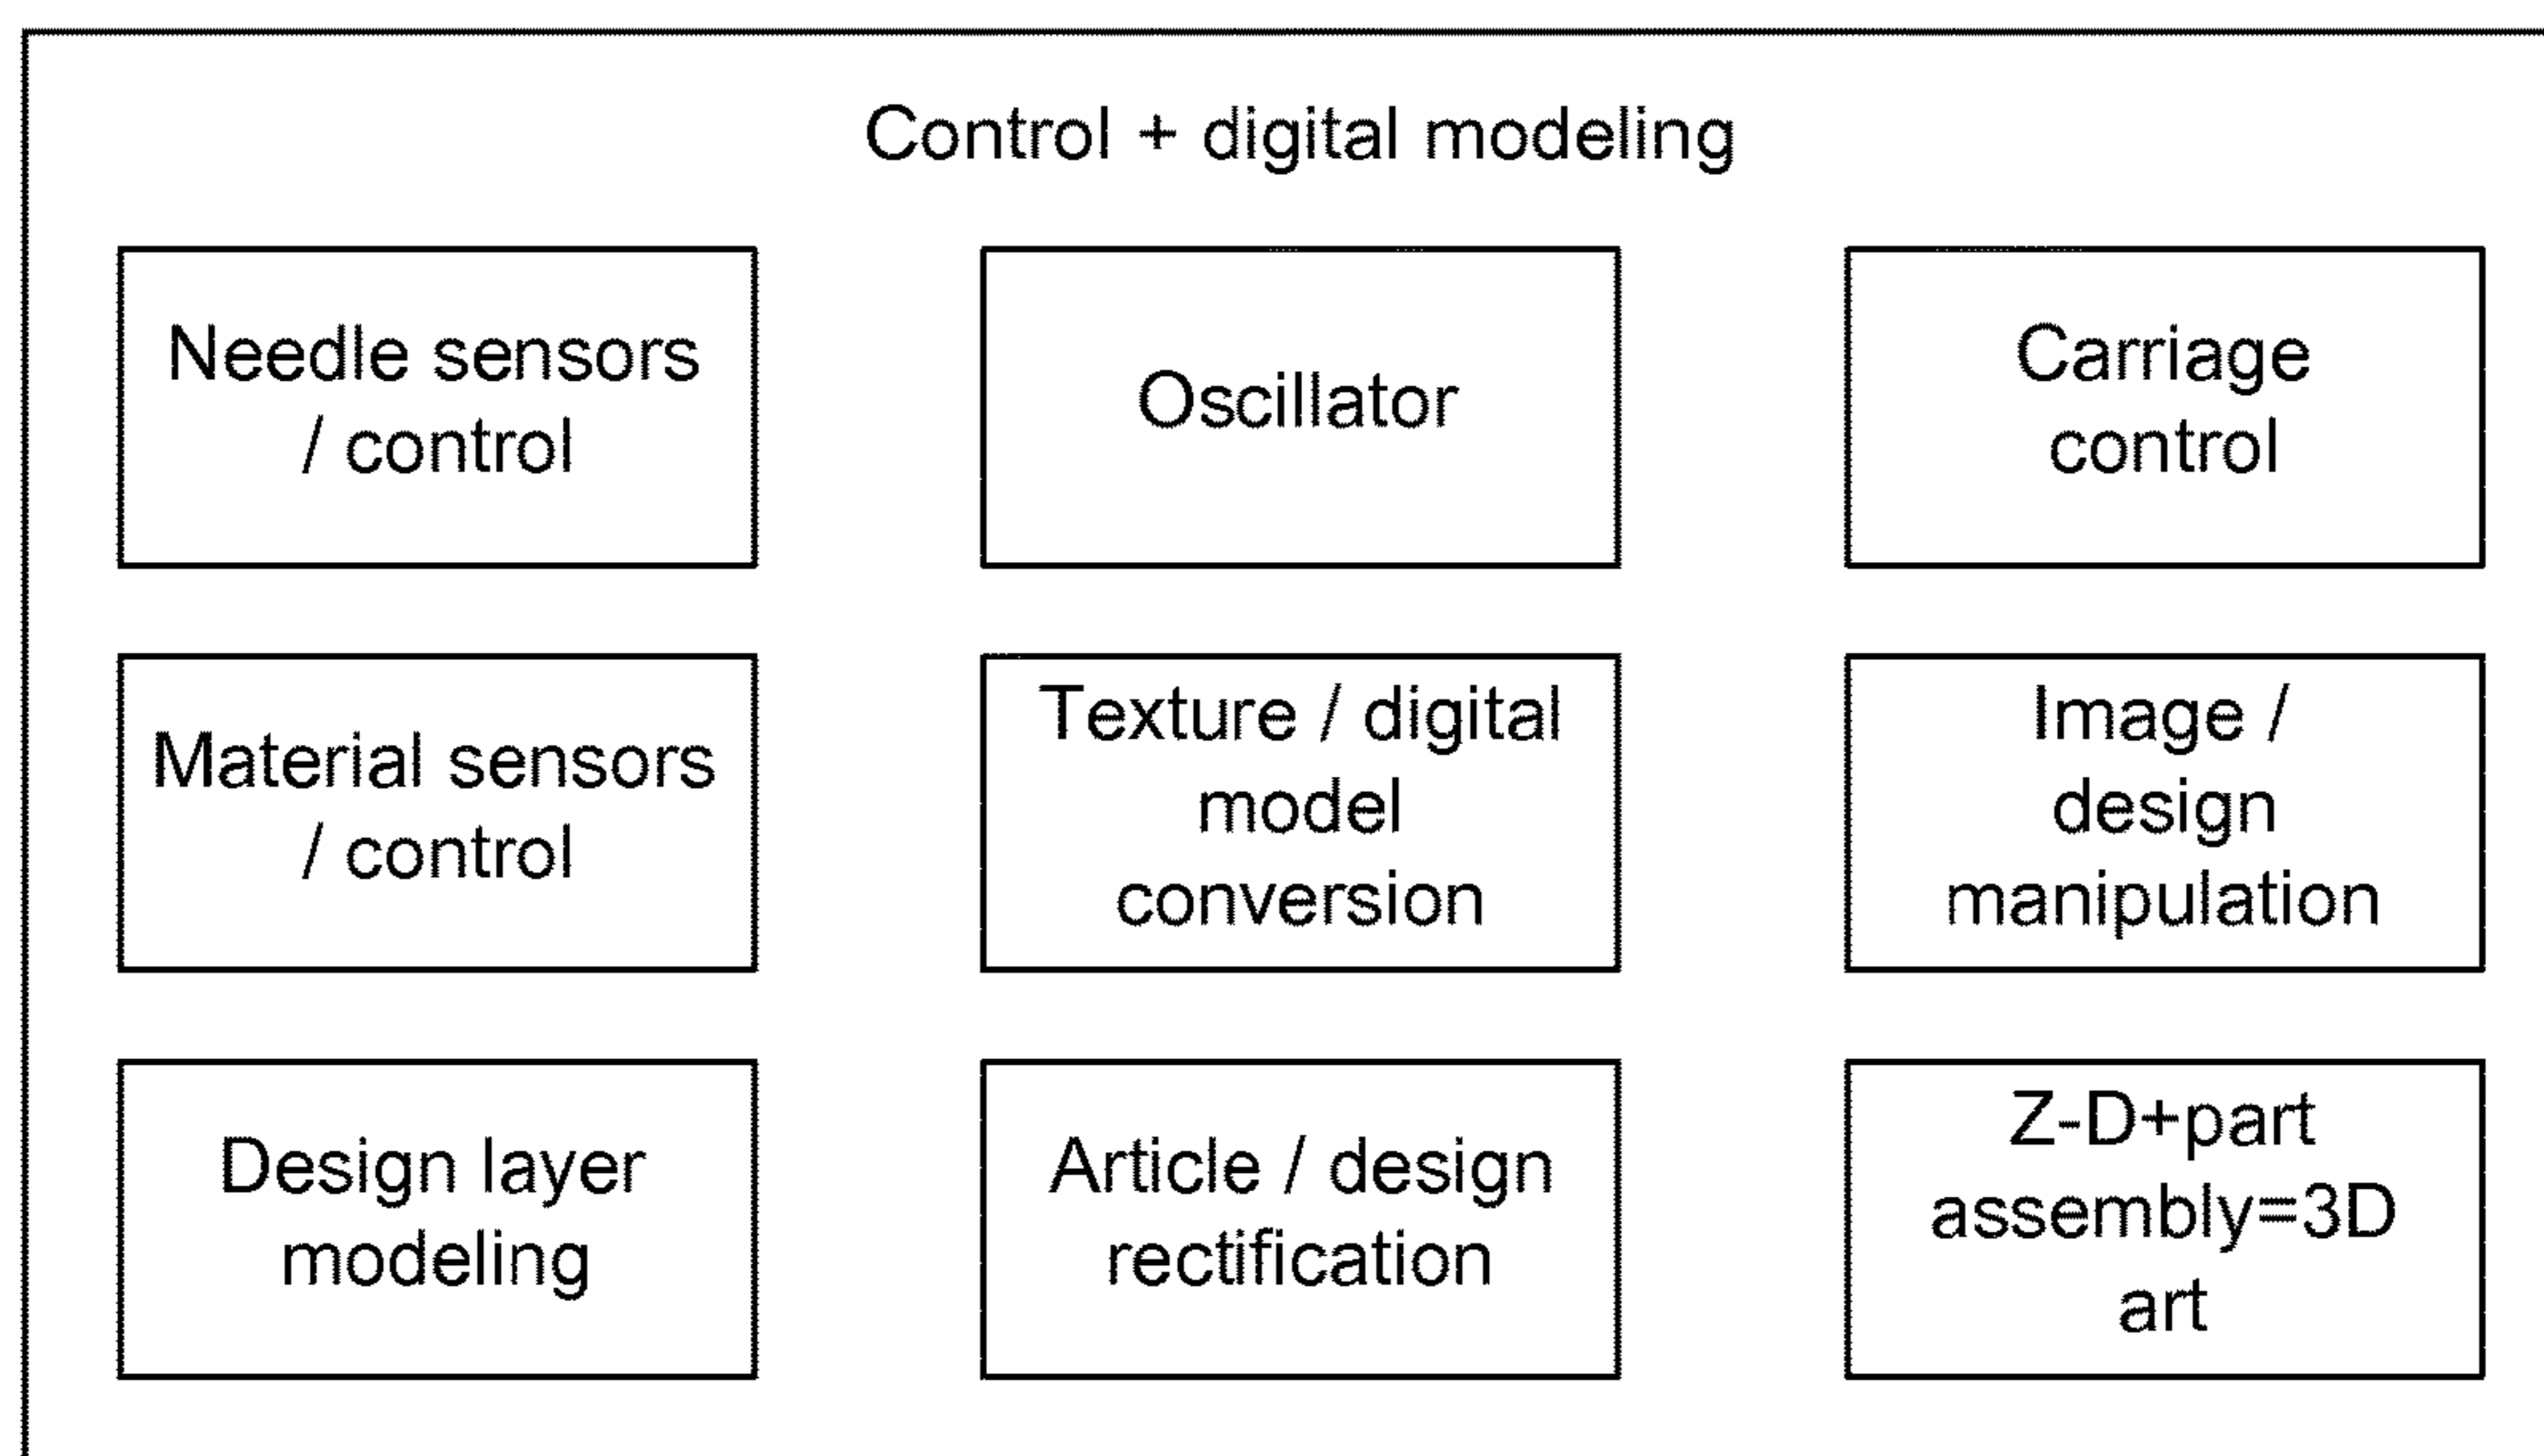 Control + digital modeling
Needle sensors
/ control
Oscillator
Carriage
control
Material sensors
/ control
Texture / digital
model
conversion
Image /
design
manipulation
Design layer
modeling
Article / design
rectification
Z-D+part
assembly=3D
art